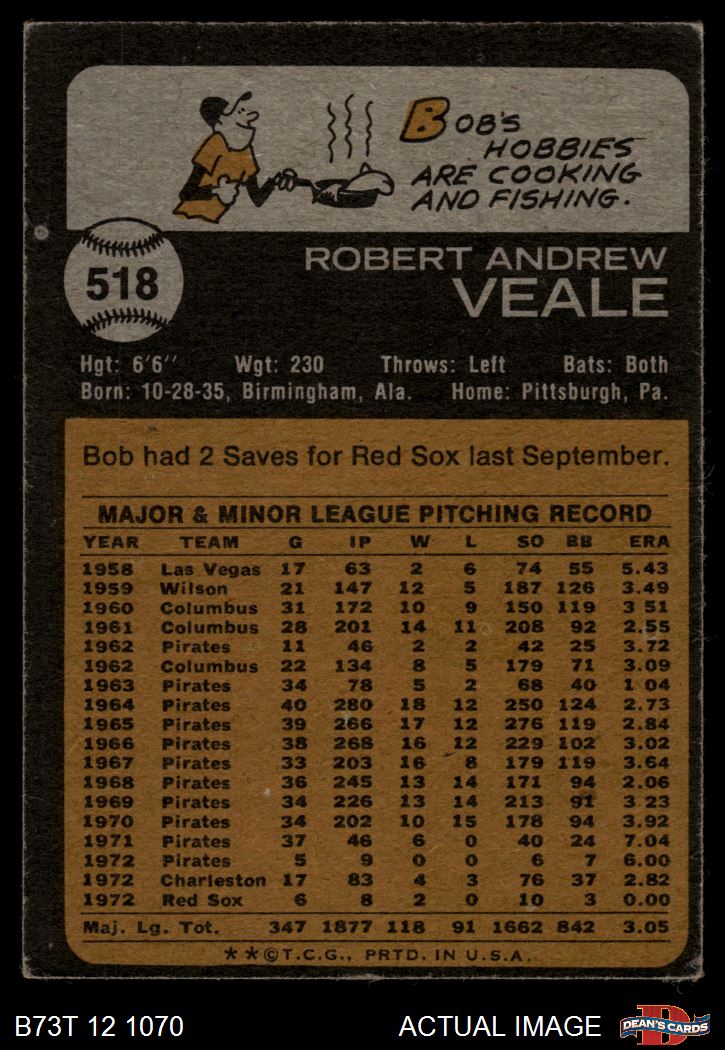 BOB'S
HOBBIES
ARE COOKING
AND FISHING.
518
ROBERT ANDREW
VEALE
Hgt: 6'6'' Wgt: 230 Throws: Left Bats: Both
Born: 10-28-35, Birmingham, Ala. Home: Pittsburgh, Pa.
Bob had 2 Saves for Red Sox last September.
MAJOR & MINOR LEAGUE PITCHING RECORD
YEAR TEAM G IP W L SO BB ERA
1958 Las Vegas 17 63 2 6 74 55 5.43
1959 Wilson 21 147 12 5 187 126 3.49
1960 Columbus 31 172 10 9 150 119 3 51
1961 Columbus 28 201 14 11 208 92 2.55
1962 Pirates 11 46 2 2 42 25 3.72
1962 Columbus 22 134 8 5 179 71 3.09
1963 Pirates 34 78 5 2 68 40 1 04
1964 Pirates 40 280 18 12 250 124 2.73
1965 Pirates 39 266 17 12 276 119 2.84
1966 Pirates 38 268 16 12 229 102 3.02
1967 Pirates 33 203 16 8 179 119 3.64
1968 Pirates 36 245 13 14 171 94 2.06
1969 Pirates 34 226 13 14 213 91 3 23
1970 Pirates 34 202 10 15 178 94 3.92
1971 Pirates 37 46 6 0 40 24 7.04
1972 Pirates 5 9 0 0 6 7 6.00
1972 Charleston 17 83 4 3 76 37 2.82
1972 Red Sox 6 8 2 0 10 3 0.00
Maj. Lg. Tot. 347 1877 118 91 1662 842 3.05
**©T.C.G., PRTD. IN U.S.A.
B73T 12 1070 ACTUAL IMAGE D DEAN'S CARDS